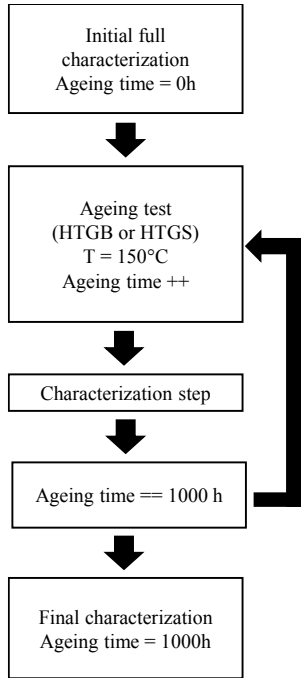 Initial full
characterization
Ageing time = 0h
Ageing test
(HTGB or HTGS)
T = 150°C
Ageing time ++
Characterization step
Ageing time == 1000 h
Final characterization
Ageing time = 1000h